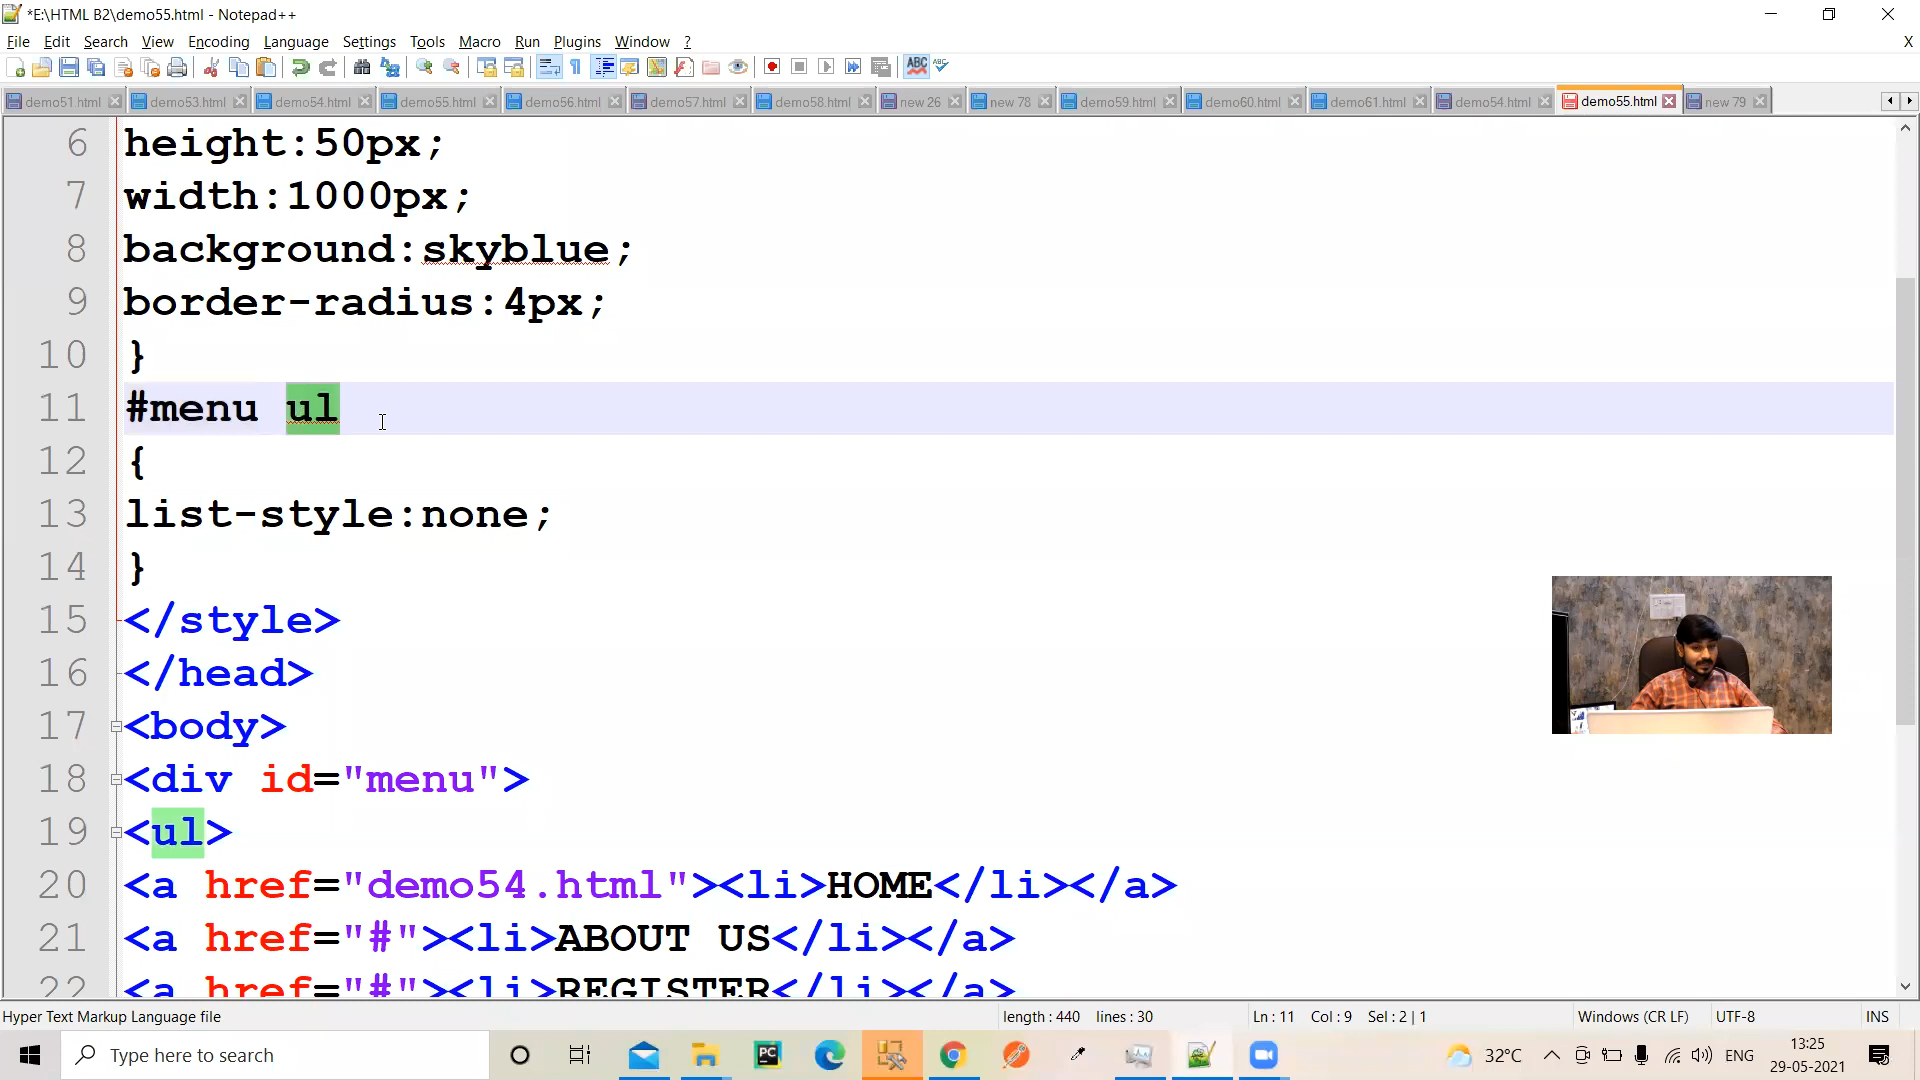 *E:\HTML B2\demo55.html - Notepad++
File Edit Search View Encoding Language Settings Tools Macro Run Plugins Window ? X
demo51.html demo53.html demo54.html demo55.html demo56.html demo57.html demo58.html new 26 new 78 demo59.html demo60.html demo61.html demo54.html demo55.html new 79
6 height:50px;
7 width:1000px;
8 background:skyblue;
9 border-radius:4px;
10 }
11 #menu ul
12 {
13 list-style:none;
14 }
15 </style>
16 </head>
17 <body>
18 <div id="menu">
19 <ul>
20 <a href="demo54.html"><li>HOME</li></a>
21 <a href="#"><li>ABOUT US</li></a>
22 <a href="#"><li>REGISTER</li></a>
Hyper Text Markup Language file length : 440 lines : 30 Ln : 11 Col : 9 Sel : 2 | 1 Windows (CR LF) UTF-8 INS
Type here to search 32°C ENG 13:25
29-05-2021